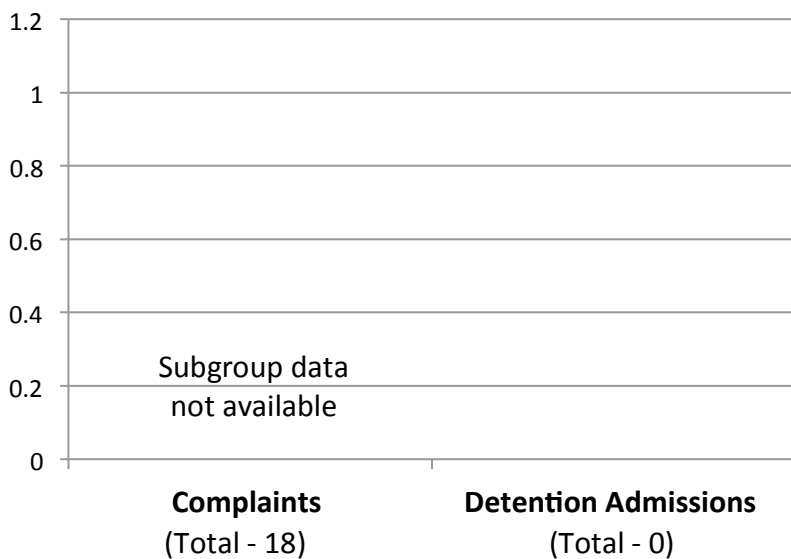 1.2
1
0.8
0.6
0.4
Subgroup data
0.2
not available
0
Complaints
Detention Admissions
(Total - 18)
(Total - 0)